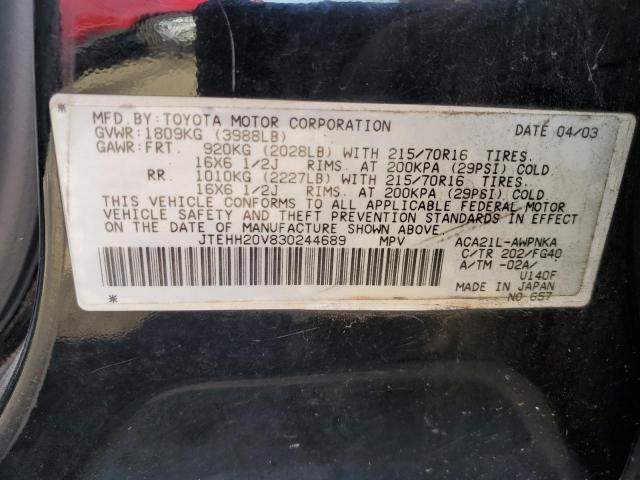 MFD.BY:TOYOTA MOTOR CORPORATION DATE 04/03
GVWR:1809KG (3988LB)
GAWR:FRT. 920KG (2028LB) WITH 215/70R16 TIRES.
16X6 1/2J RIMS. AT 200KPA (29PSI) COLD
RR. 1010KG (2227LB) WITH 215/70R16 TIRES.
16X6 1/2J RIMS. AT 200KPA (29PSI) COLD
THIS VEHICLE CONFORMS TO ALL APPLICABLE FEDERAL MOTOR
VEHICLE SAFETY AND THEFT PREVENTION STANDARDS IN EFFECT
ON THE DATE OF MANUFACTURE SHOWN ABOVE.
JTEHH20V830244689 MPV ACA21L-AWPNKA
C/TR 202/FG40
A/TM -02A/
U140F
MADE IN JAPAN
NO 657